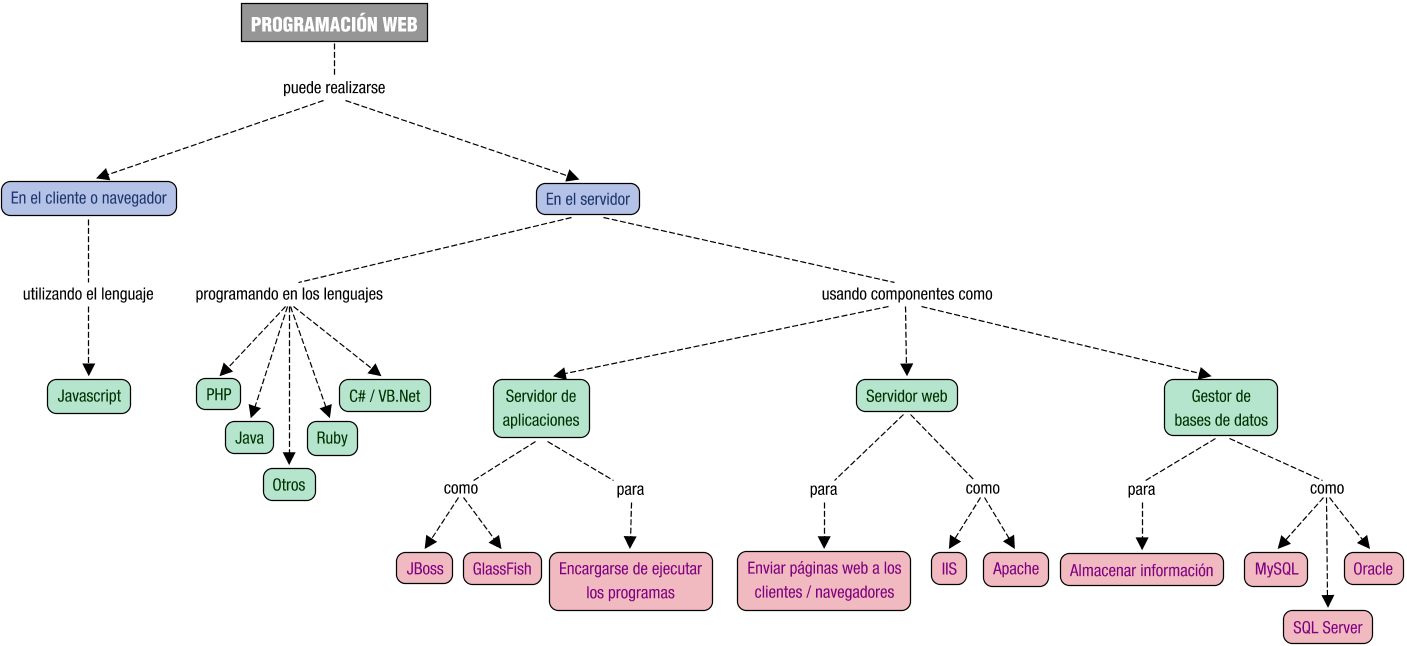 PROGRAMACIÓN WEB
puede realizarse
En el cliente o navegador
En el servidor
utilizando el lenguaje
programando en los lenguajes
usando componentes como
Javascript
PHP
C# / VB.Net
Java
Ruby
Otros
Servidor de
aplicaciones
Servidor web
Gestor de
bases de datos
como
para
para
como
para
como
JBoss
GlassFish
Encargarse de ejecutar
los programas
Enviar páginas web a los
clientes / navegadores
IIS
Apache
Almacenar información
MySQL
Oracle
SQL Server